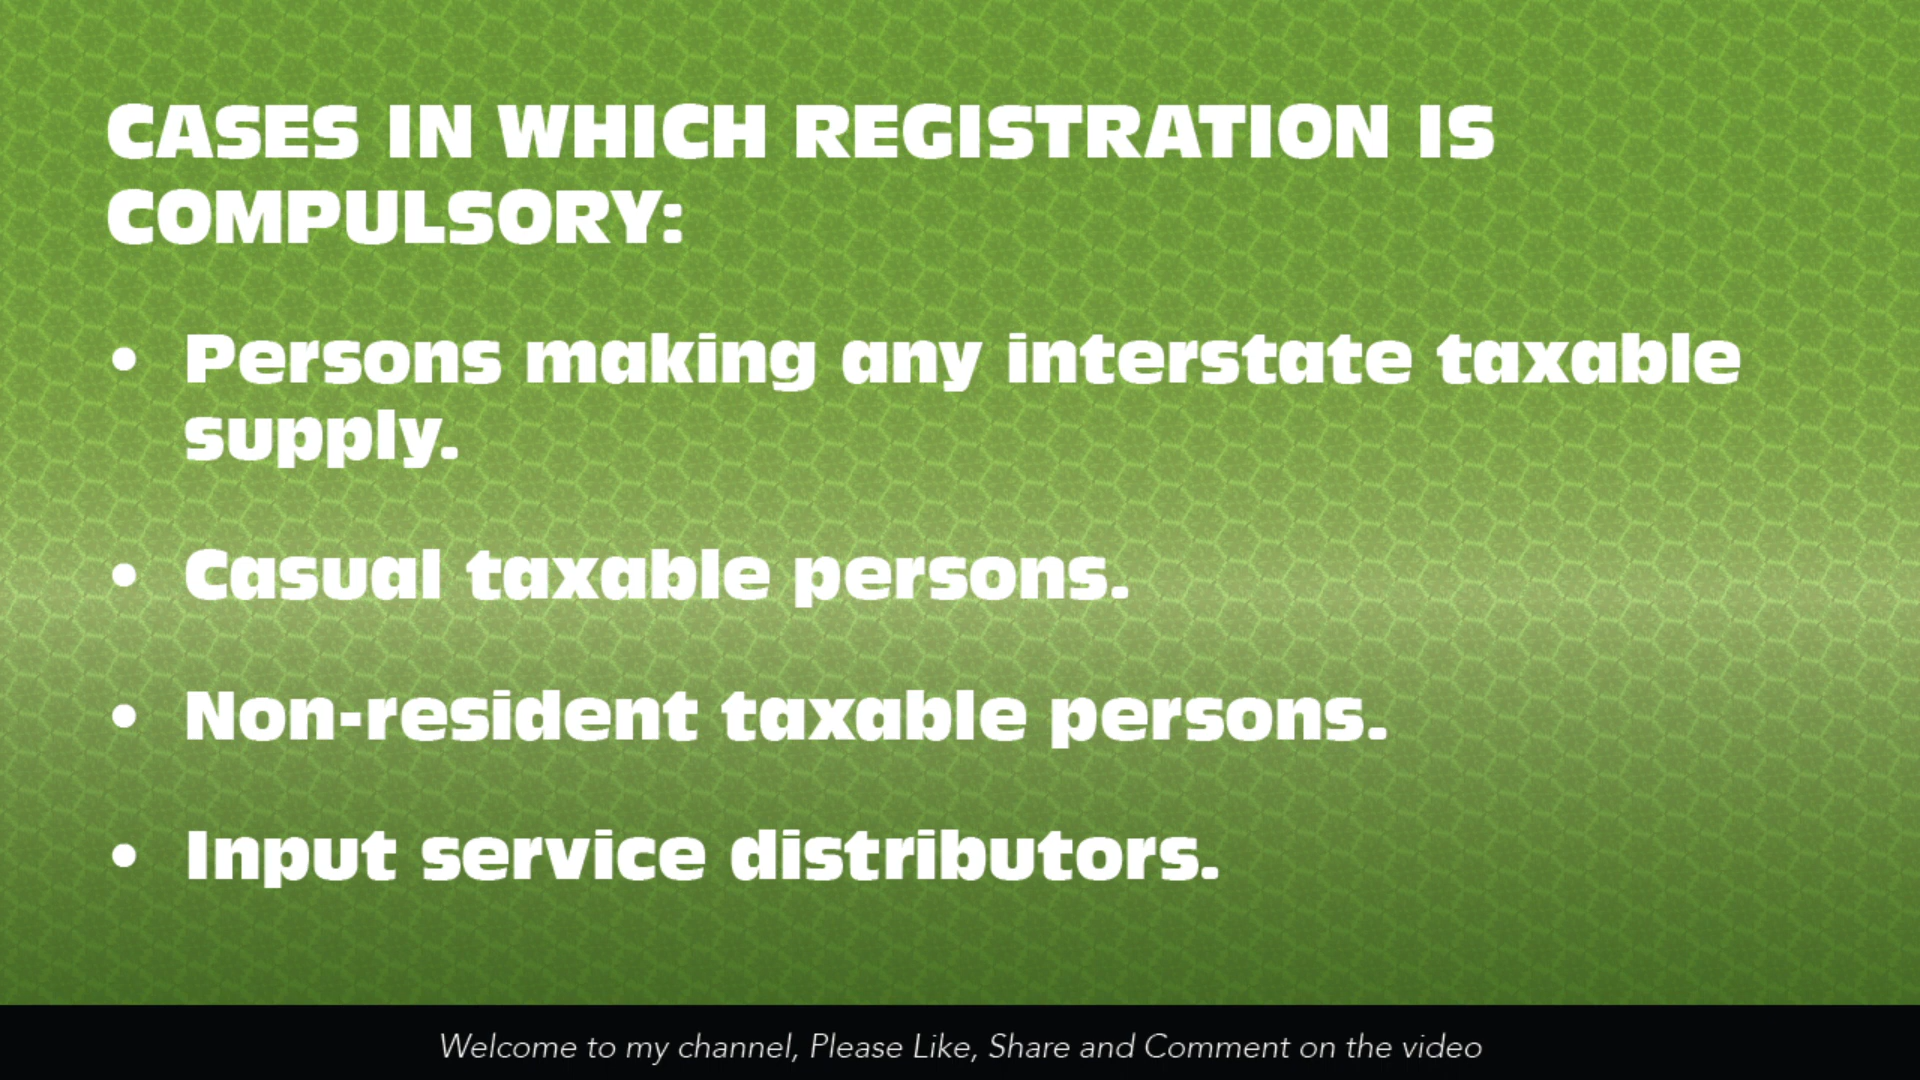 CASES IN WHICH REGISTRATION IS
COMPULSORY:
• Persons making any interstate taxable
supply.
• Casual taxable persons.
• Non-resident taxable persons.
• Input service distributors.
Welcome to my channel, Please Like, Share and Comment on the video